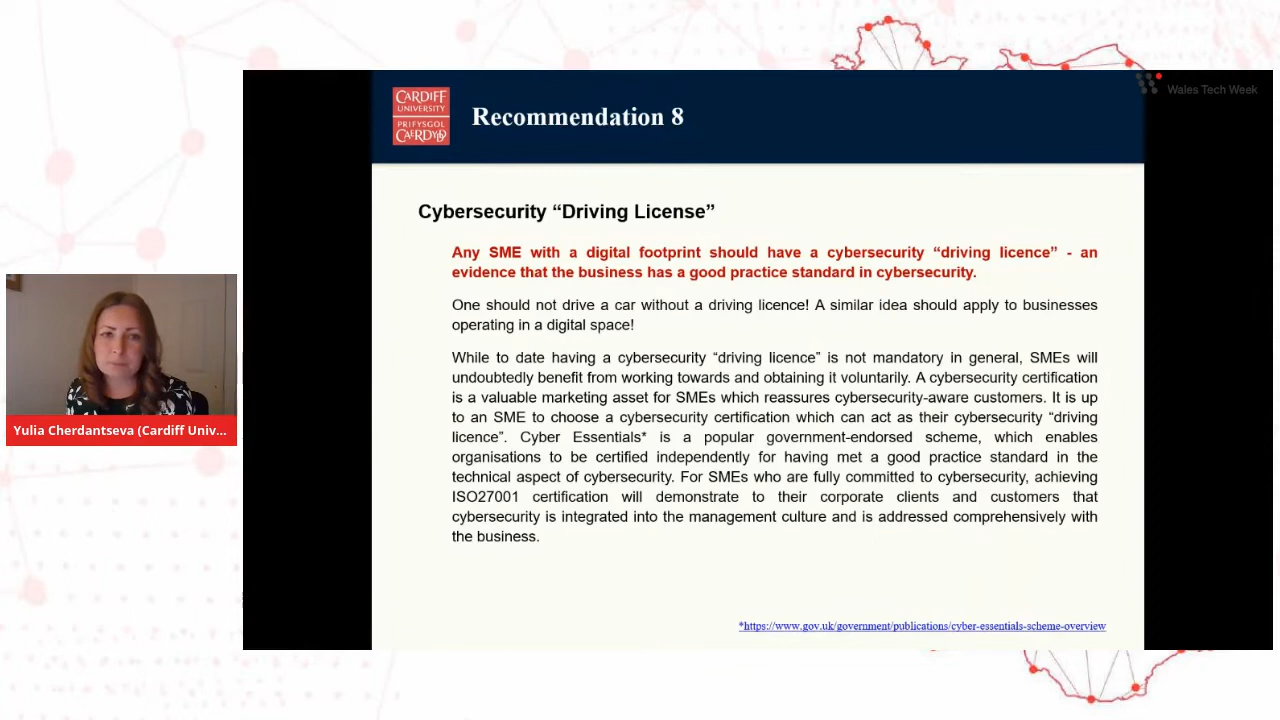 CARDIFF
UNIVERSITY
PRIFYSGOL
CAERDYDD
Recommendation 8
Wales Tech Week
Cybersecurity “Driving License”
Any SME with a digital footprint should have a cybersecurity “driving licence” - an
evidence that the business has a good practice standard in cybersecurity.
One should not drive a car without a driving licence! A similar idea should apply to businesses
operating in a digital space!
While to date having a cybersecurity “driving licence” is not mandatory in general, SMEs will
undoubtedly benefit from working towards and obtaining it voluntarily. A cybersecurity certification
is a valuable marketing asset for SMEs which reassures cybersecurity-aware customers. It is up
to an SME to choose a cybersecurity certification which can act as their cybersecurity “driving
licence”. Cyber Essentials* is a popular government-endorsed scheme, which enables
organisations to be certified independently for having met a good practice standard in the
technical aspect of cybersecurity. For SMEs who are fully committed to cybersecurity, achieving
ISO27001 certification will demonstrate to their corporate clients and customers that
cybersecurity is integrated into the management culture and is addressed comprehensively with
the business.
*https://www.gov.uk/government/publications/cyber-essentials-scheme-overview
Yulia Cherdantseva (Cardiff Univ...